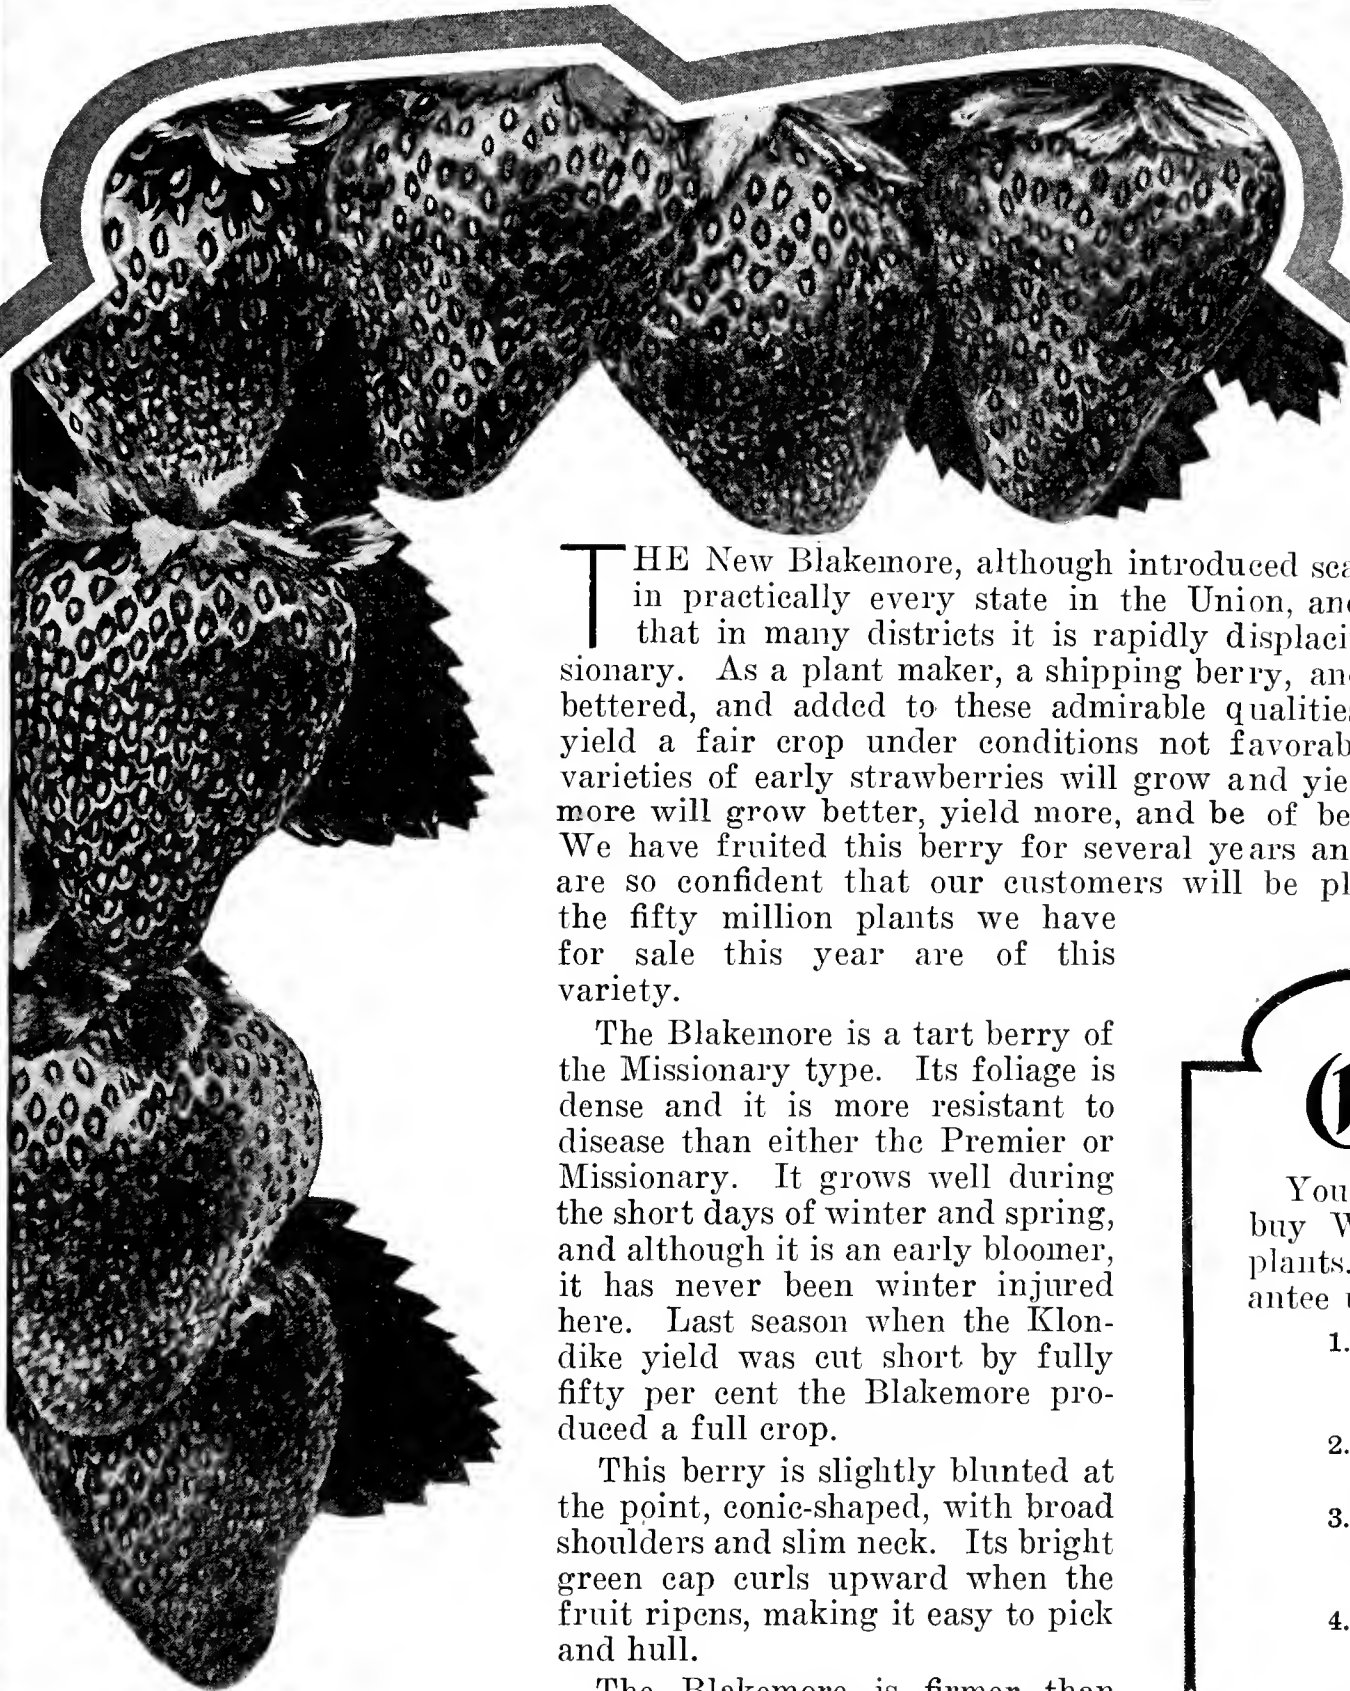 THE New Blakemore, although introduced
in practically every state in the Union,
that in many districts it is rapidly
sionary. As a plant maker, a shipping berry,
bettered, and added to these admirable
yield a fair crop under conditions not
varieties of early strawberries will grow and
more will grow better, yield more, and be of
We have fruited this berry for several years
are so confident that our customers will be
the fifty million plants we have
for sale this year are of this
variety.
The Blakemore is a tart berry of
the Missionary type. Its foliage is
dense and it is more resistant to
disease than either the Premier or
Missionary. It grows well during
the short days of winter and spring,
and although it is an early bloomer,
it has never been winter injured
here. Last season when the Klon-
dike yield was cut short by fully
fifty per cent the Blakemore pro-
duced a full crop.
This berry is slightly blunted at
the point, conic-shaped, with broad
shoulders and slim neck. Its bright
green cap curls upward when the
fruit ripens, making it easy to pick
and hull.
The Blakemore is firmer than
You
buy
plants.
antee
1.
2.
3.
4.